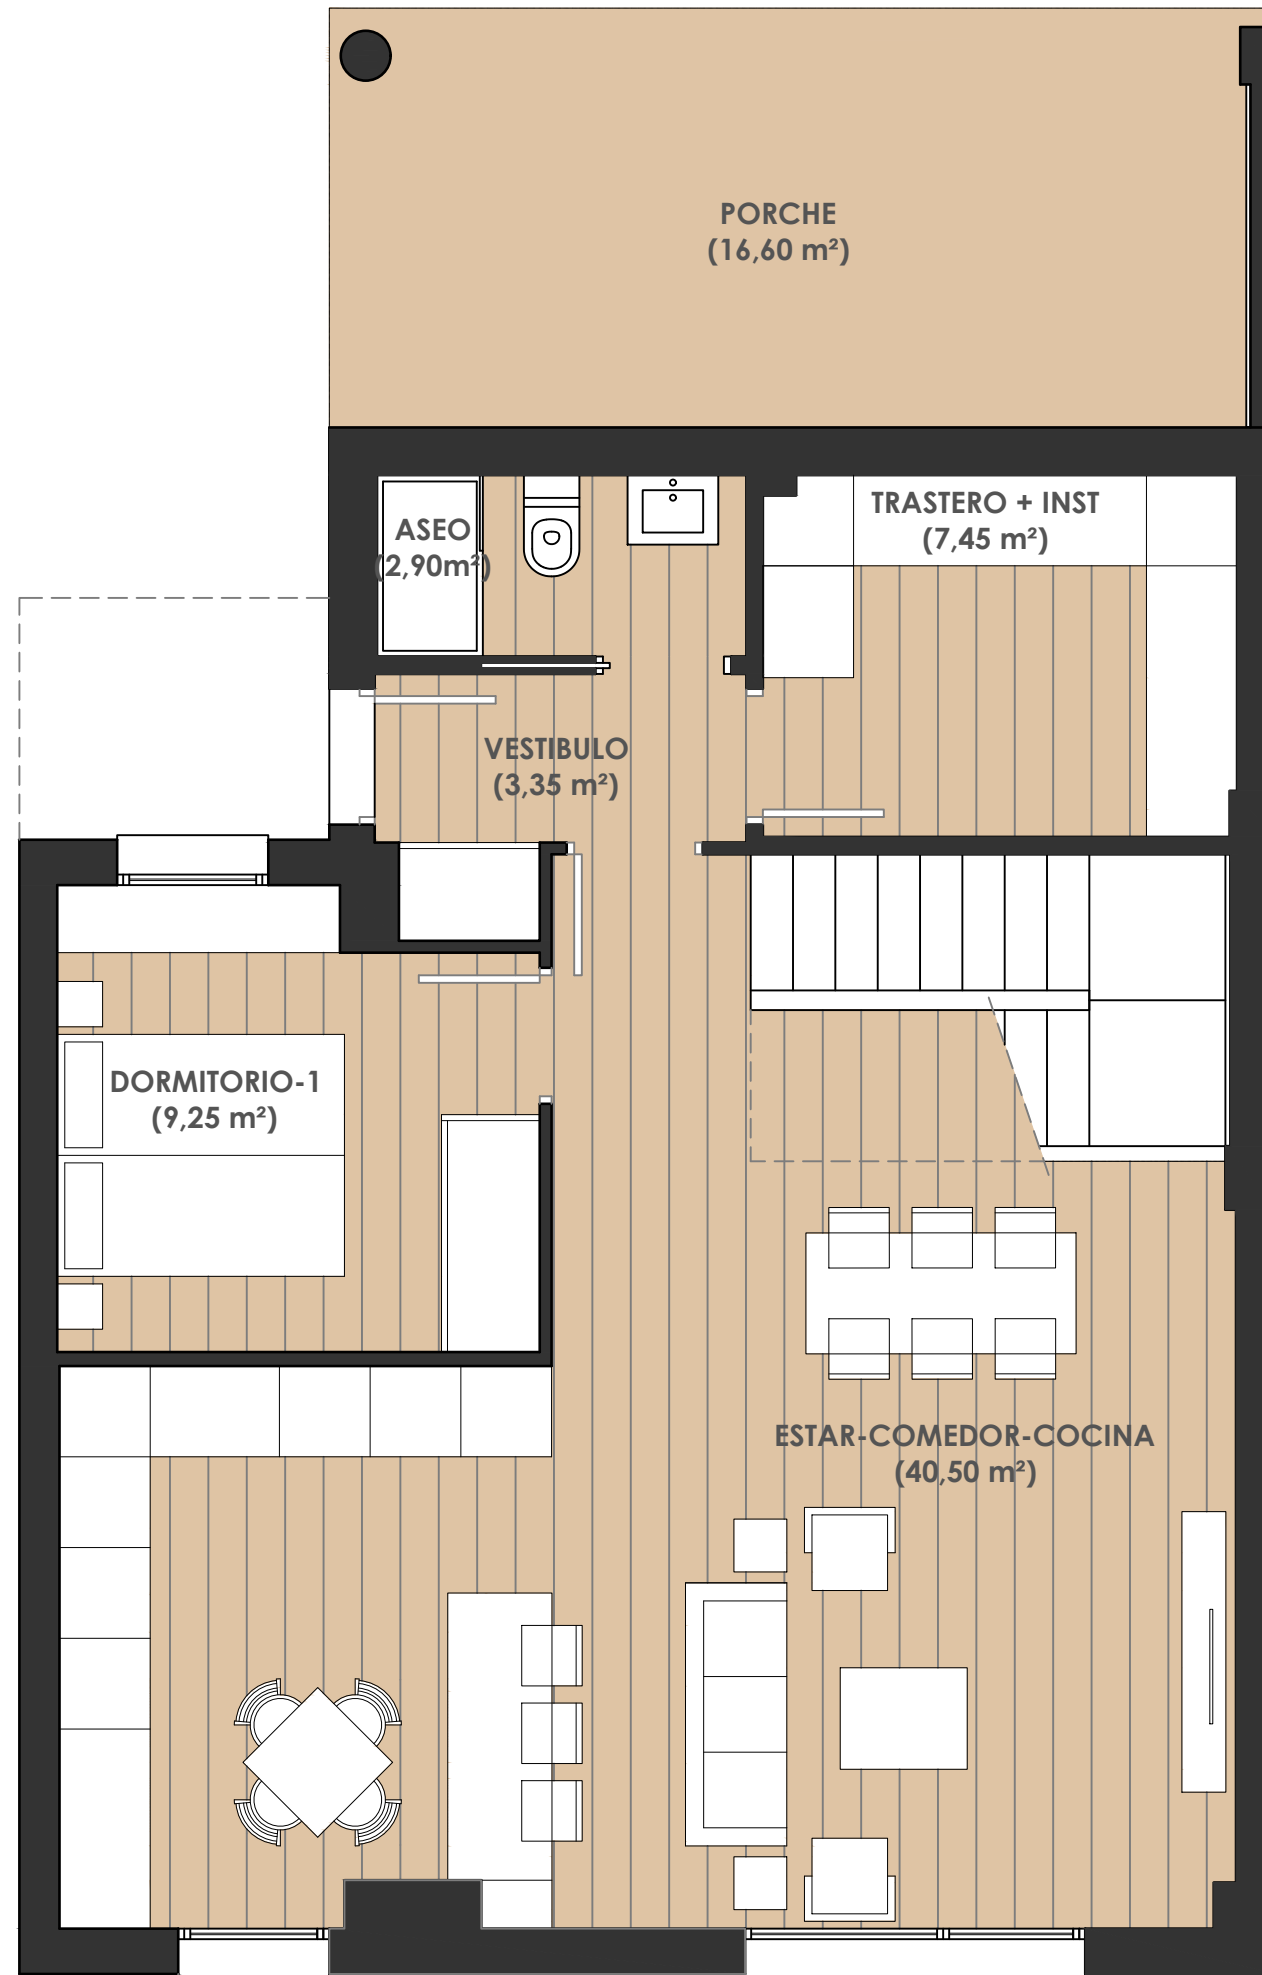 PORCHE
(16,60 m²)
ASEO
(2,90m²)
TRASTERO + INST
(7,45 m²)
VESTIBULO
(3,35 m²)
DORMITORIO-1
(9,25 m²)
ESTAR-COMEDOR-COCINA
(40,50 m²)